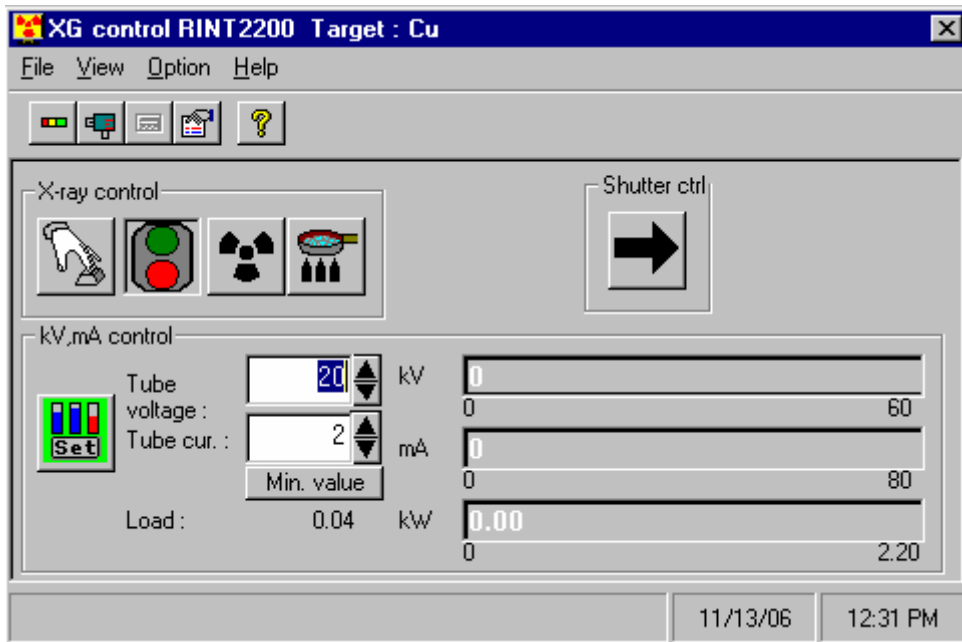 XG control RINT2200 Target : Cu
File View Option Help
X-ray control
Shutter ctrl
kV,mA control
Set
Tube voltage :
20
kV
0
0 60
Tube cur. :
2
mA
0
0 80
Min. value
Load :
0.04
kW
0.00
0 2.20
11/13/06
12:31 PM